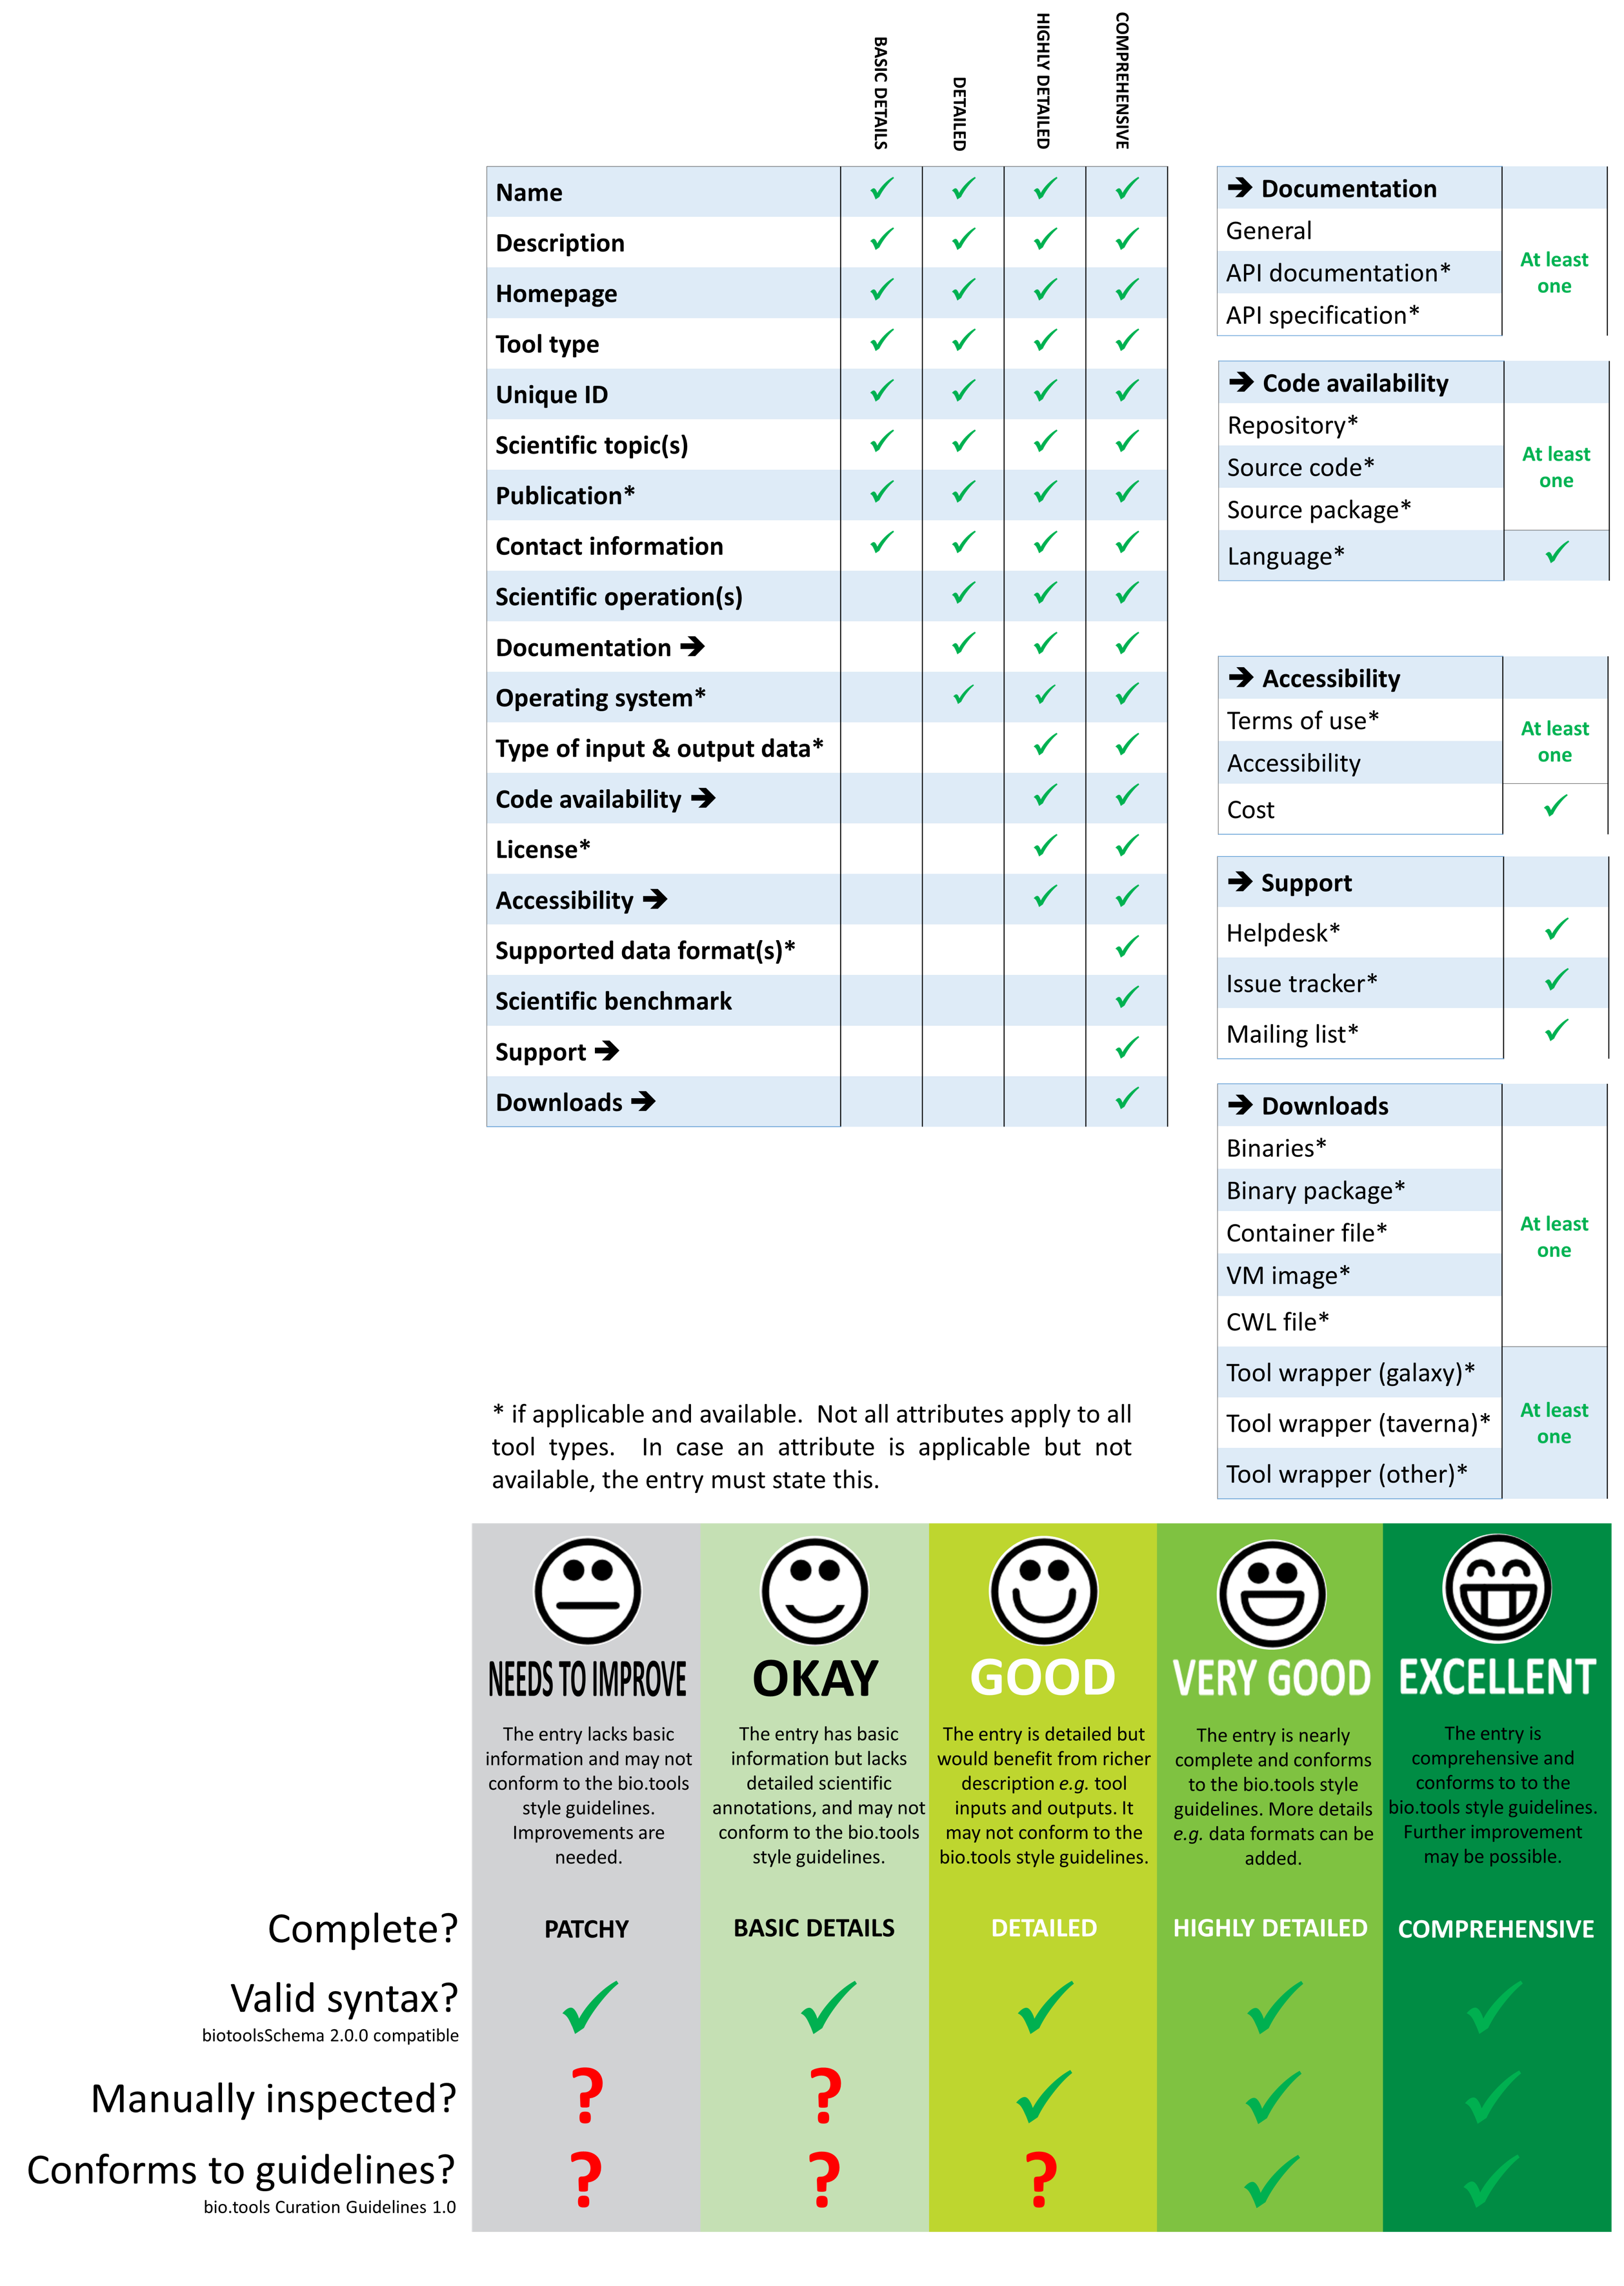 BASIC DETAILS
DETAILED
HIGHLY DETAILED
COMPREHENSIVE
Name
Description
Homepage
Tool type
Unique ID
Scientific topic(s)
Publication*
Contact information
Scientific operation(s)
Documentation ➔
Operating system*
Type of input & output data*
Code availability ➔
License*
Accessibility ➔
Supported data format(s)*
Scientific benchmark
Support ➔
Downloads ➔
➔ Documentation
General
API documentation*
API specification*
At least
one
➔ Code availability
Repository*
Source code*
Source package*
At least
one
Language*
➔ Accessibility
Terms of use*
Accessibility
At least
one
Cost
➔ Support
Helpdesk*
Issue tracker*
Mailing list*
➔ Downloads
Binaries*
Binary package*
Container file*
VM image*
CWL file*
At least
one
Tool wrapper (galaxy)*
Tool wrapper (taverna)*
Tool wrapper (other)*
At least
one
* if applicable and available. Not all attributes apply to all
tool types. In case an attribute is applicable but not
available, the entry must state this.
NEEDS TO IMPROVE
The entry lacks basic
information and may not
conform to the bio.tools
style guidelines.
Improvements are
needed.
OKAY
The entry has basic
information but lacks
detailed scientific
annotations, and may not
conform to the bio.tools
style guidelines.
GOOD
The entry is detailed but
would benefit from richer
description e.g. tool
inputs and outputs. It
may not conform to the
bio.tools style guidelines.
VERY GOOD
The entry is nearly
complete and conforms
to the bio.tools style
guidelines. More details
e.g. data formats can be
added.
EXCELLENT
The entry is
comprehensive and
conforms to to the
bio.tools style guidelines.
Further improvement
may be possible.
Complete? PATCHY BASIC DETAILS DETAILED HIGHLY DETAILED COMPREHENSIVE
Valid syntax?
biotoolsSchema 2.0.0 compatible
Manually inspected? ? ?
Conforms to guidelines? ? ? ?
bio.tools Curation Guidelines 1.0